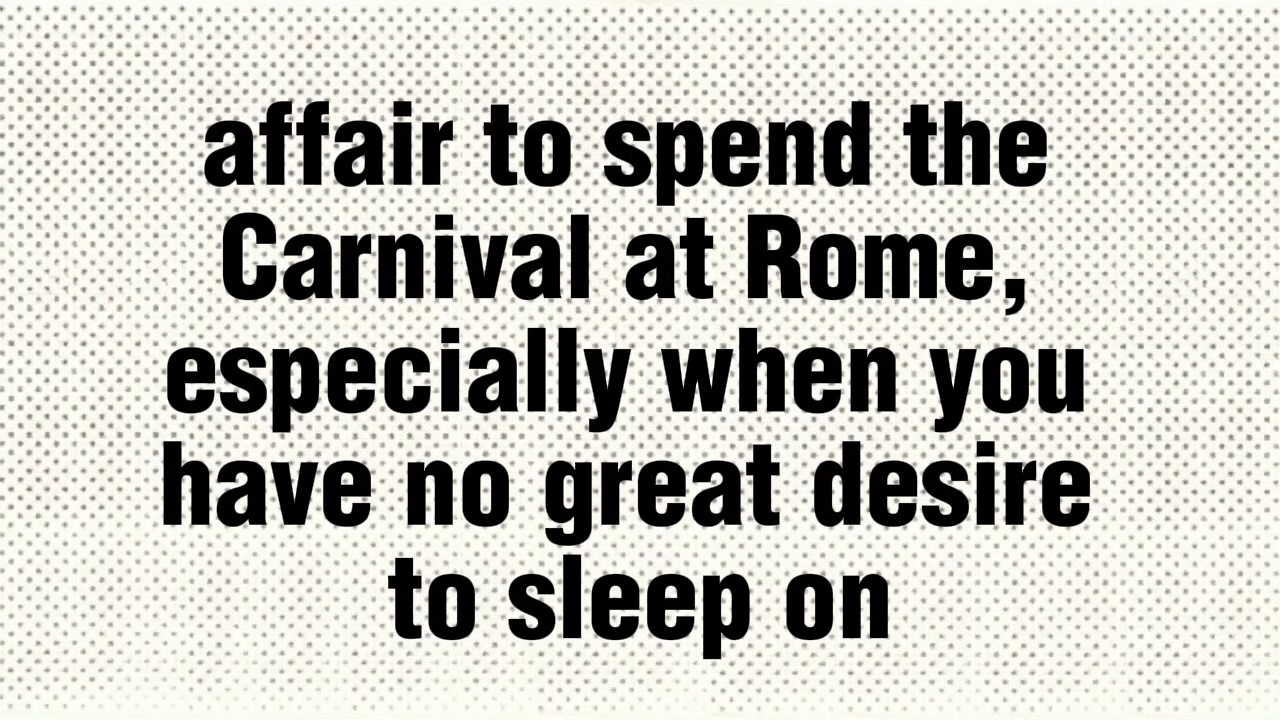 affair to spend the
Carnival at Rome,
especially when you
have no great desire
to sleep on